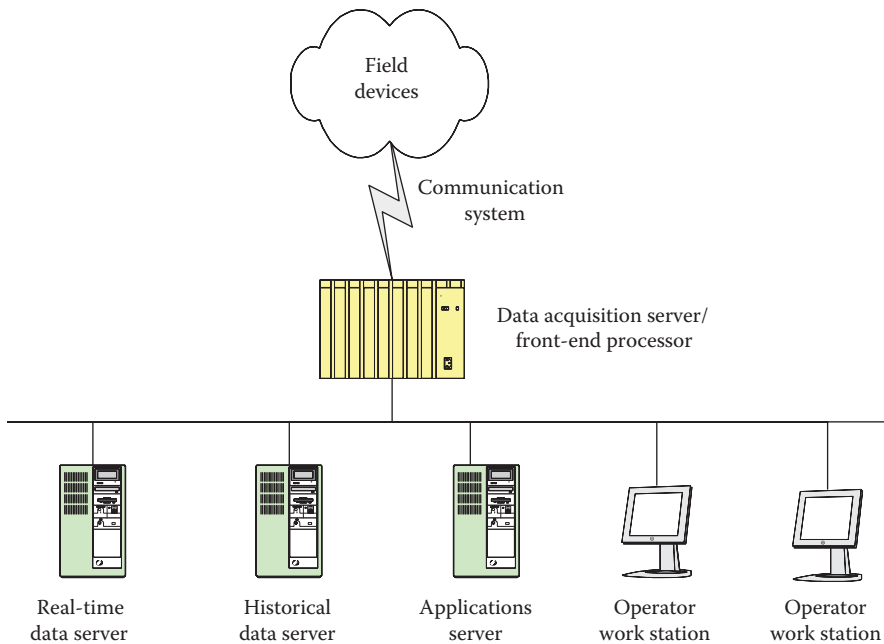 Field
devices
Communication
system
Data acquisition server/
front-end processor
Real-time
data server
Historical
data server
Applications
server
Operator
work station
Operator
work station